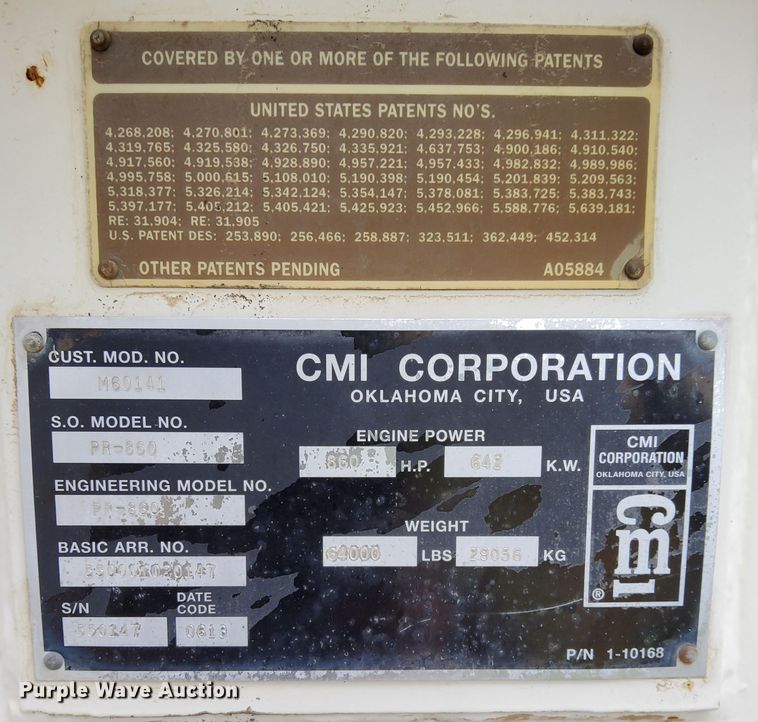 COVERED BY ONE OR MORE OF THE FOLLOWING PATENTS
UNITED STATES PATENTS NO'S.
4,268,208; 4,270,801; 4,273,369; 4,290,820; 4,293,228; 4,296,941; 4,311,322;
4,319,765; 4,325,580; 4,326,750; 4,335,921; 4,637,753; 4,900,186; 4,910,540;
4,917,560; 4,919,538; 4,928,890; 4,957,221; 4,957,433; 4,982,832; 4,989,986;
4,995,758; 5,000,615; 5,108,010; 5,190,398; 5,190,454; 5,201,839; 5,209,563;
5,318,377; 5,326,214; 5,342,124; 5,354,147; 5,378,081; 5,383,725; 5,383,743;
5,397,177; 5,405,212; 5,405,421; 5,425,923; 5,452,966; 5,588,776; 5,639,181;
RE: 31,904; RE: 31,905
U.S. PATENT DES: 253,890; 256,466; 258,887; 323,511; 362,449; 452,314
OTHER PATENTS PENDING A05884
CUST. MOD. NO.
M60141
CMI CORPORATION
OKLAHOMA CITY, USA
S.O. MODEL NO.
PR-860
ENGINE POWER
860 H.P. 642 K.W.
ENGINEERING MODEL NO.
PR-860
WEIGHT
64000 LBS 29056 KG
BASIC ARR. NO.
S/N DATE CODE
550247 0613
CMI
CORPORATION
OKLAHOMA CITY, USA
cmi
®
P/N 1-10168
Purple Wave Auction